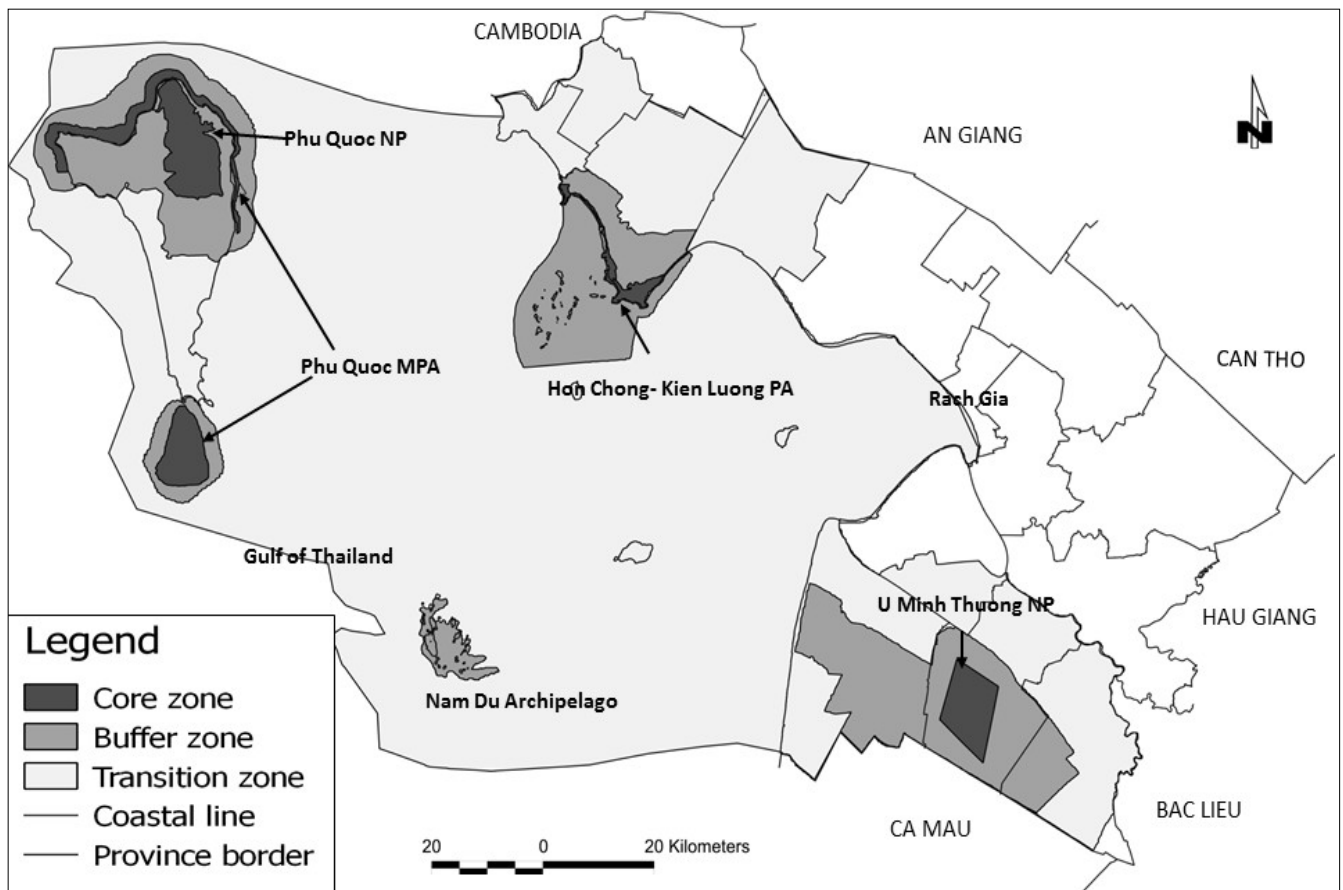 CAMBODIA
N
AN GIANG
Phu Quoc NP
Phu Quoc MPA
Hon Chong- Kien Luong PA
CAN THO
Rach Gia
Gulf of Thailand
U Minh Thuong NP
HAU GIANG
Nam Du Archipelago
BAC LIEU
CA MAU
Legend
Core zone
Buffer zone
Transition zone
Coastal line
Province border
20 0 20 Kilometers